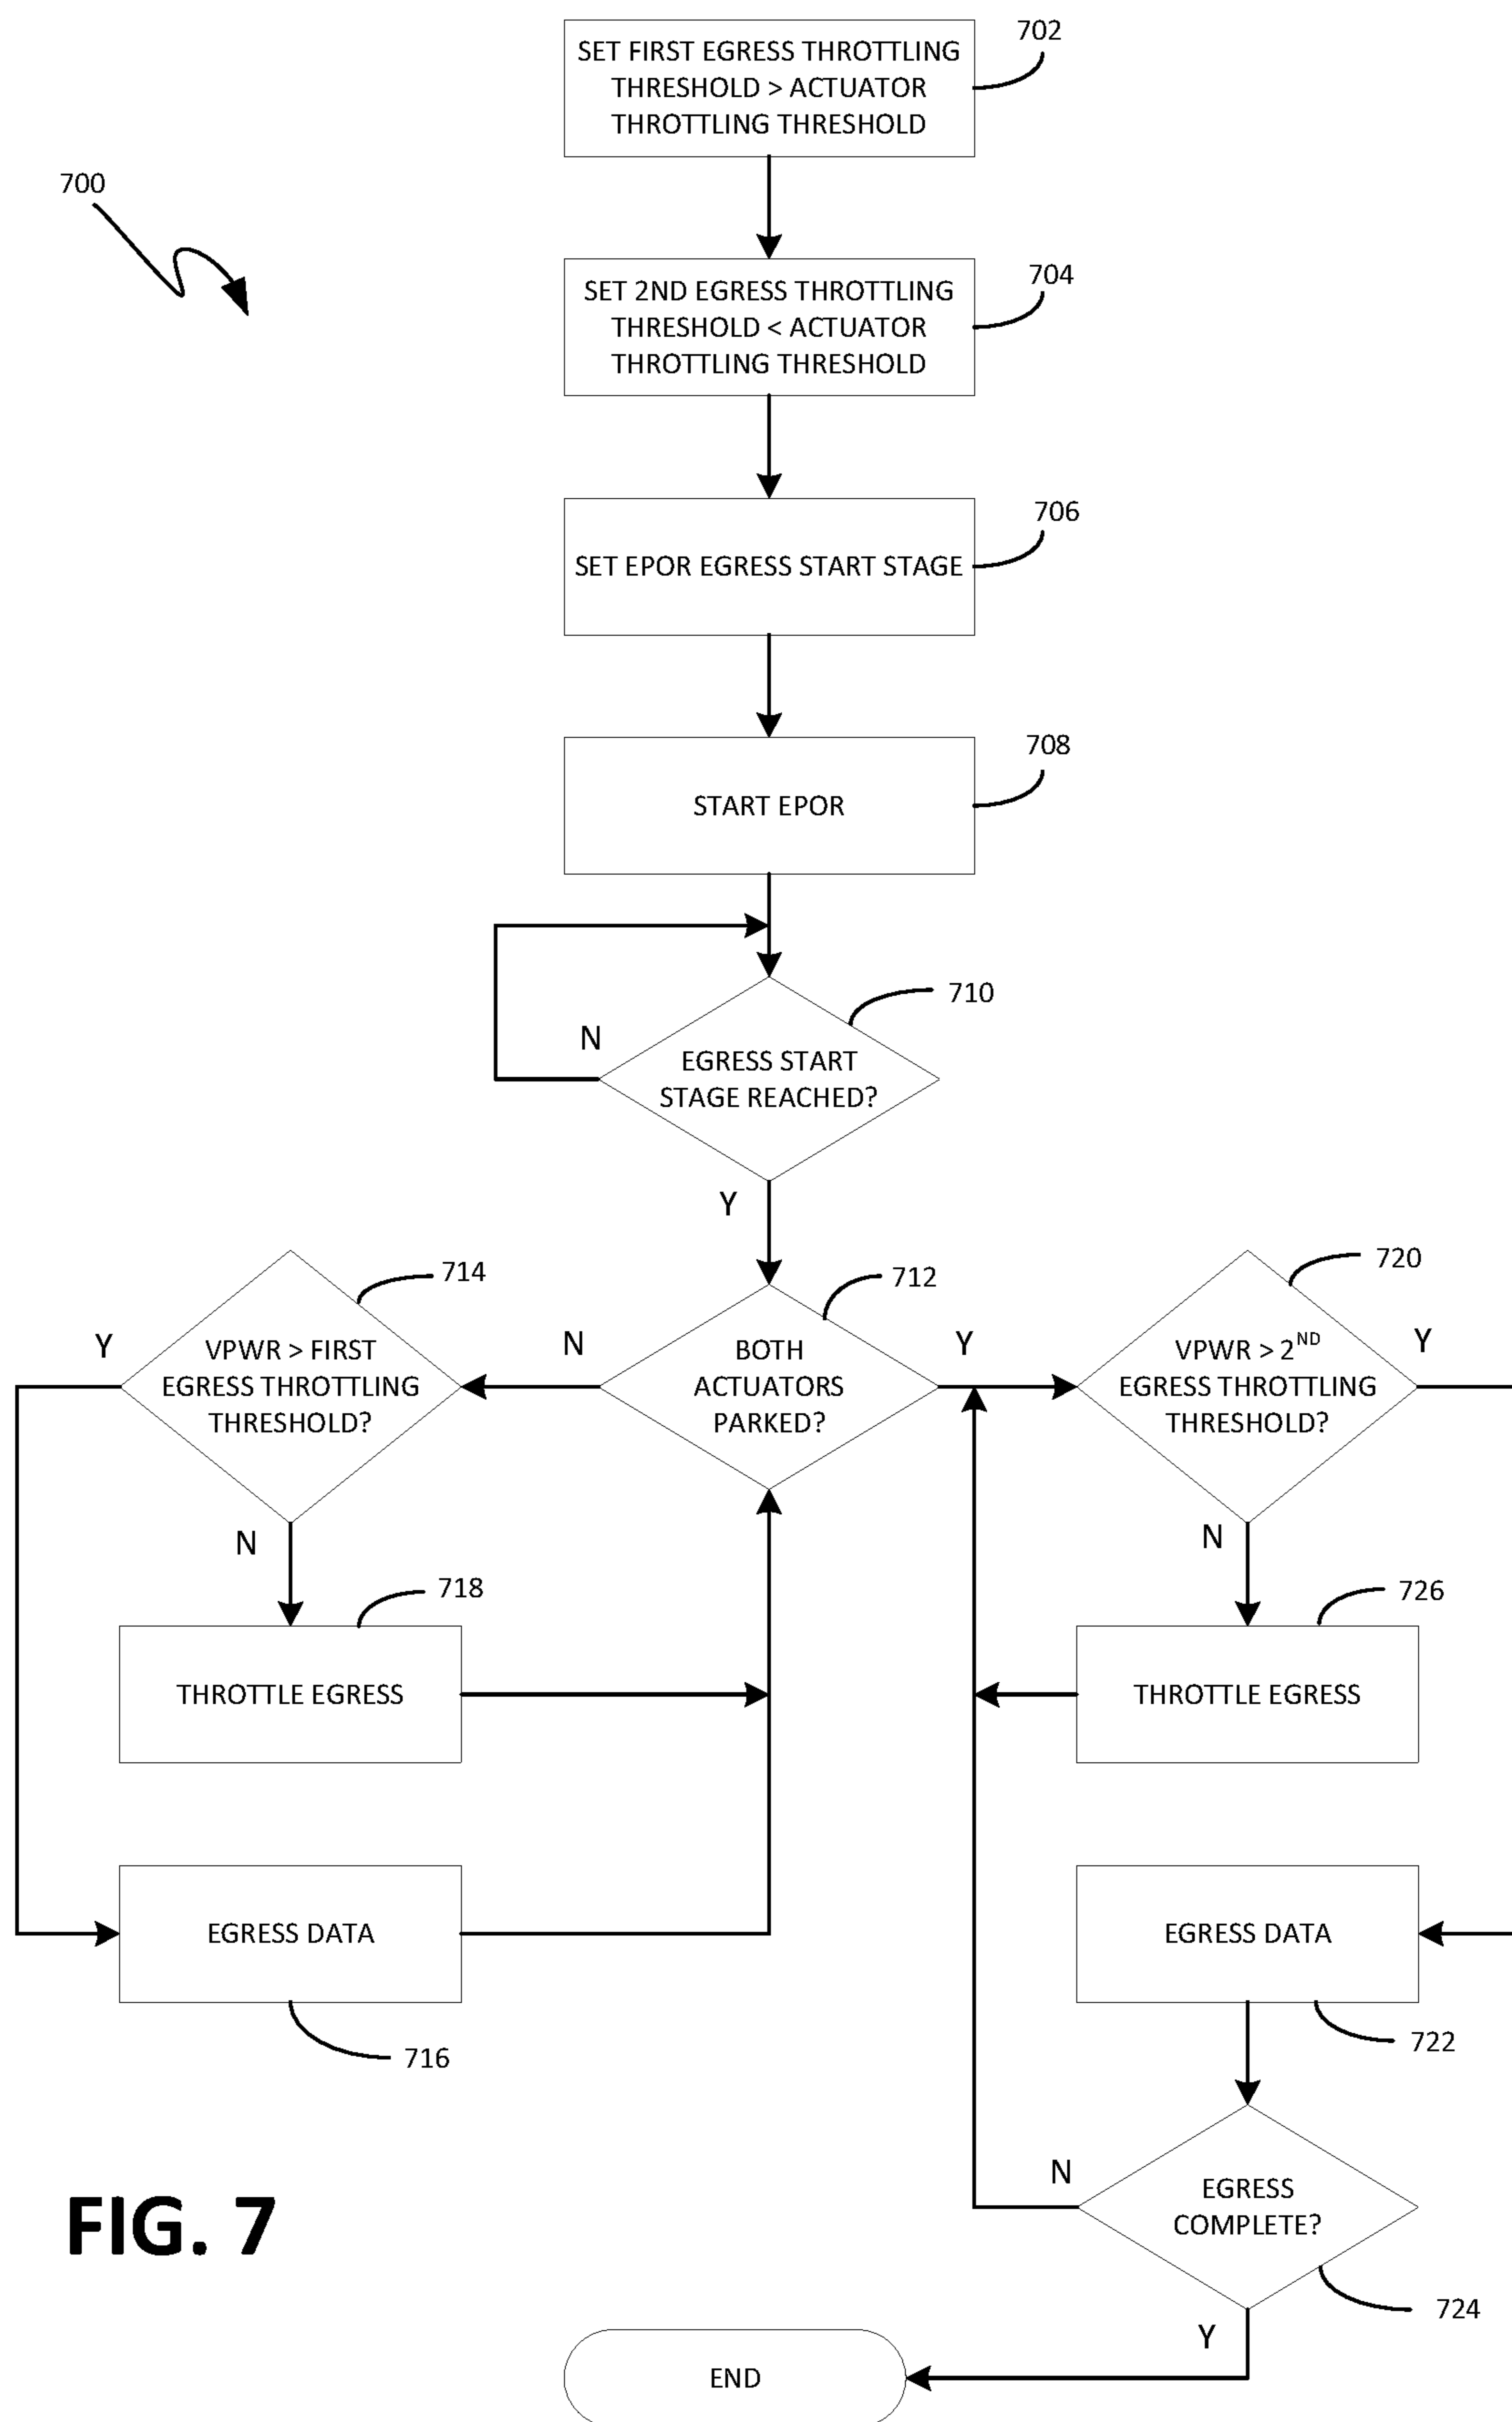 702
SET FIRST EGRESS THROTTLING
THRESHOLD > ACTUATOR
THROTTLING THRESHOLD
700
704
SET 2ND EGRESS THROTTLING
THRESHOLD < ACTUATOR
THROTTLING THRESHOLD
706
SET EPOR EGRESS START STAGE
708
START EPOR
710
N
EGRESS START
STAGE REACHED?
Y
714
712
720
Y
VPWR > FIRST
EGRESS THROTTLING
THRESHOLD?
N
BOTH
ACTUATORS
PARKED?
Y
VPWR > 2ND
EGRESS THROTTLING
THRESHOLD?
Y
N
N
718
726
THROTTLE EGRESS
THROTTLE EGRESS
EGRESS DATA
EGRESS DATA
716
722
N
EGRESS
COMPLETE?
FIG. 7
724
Y
END